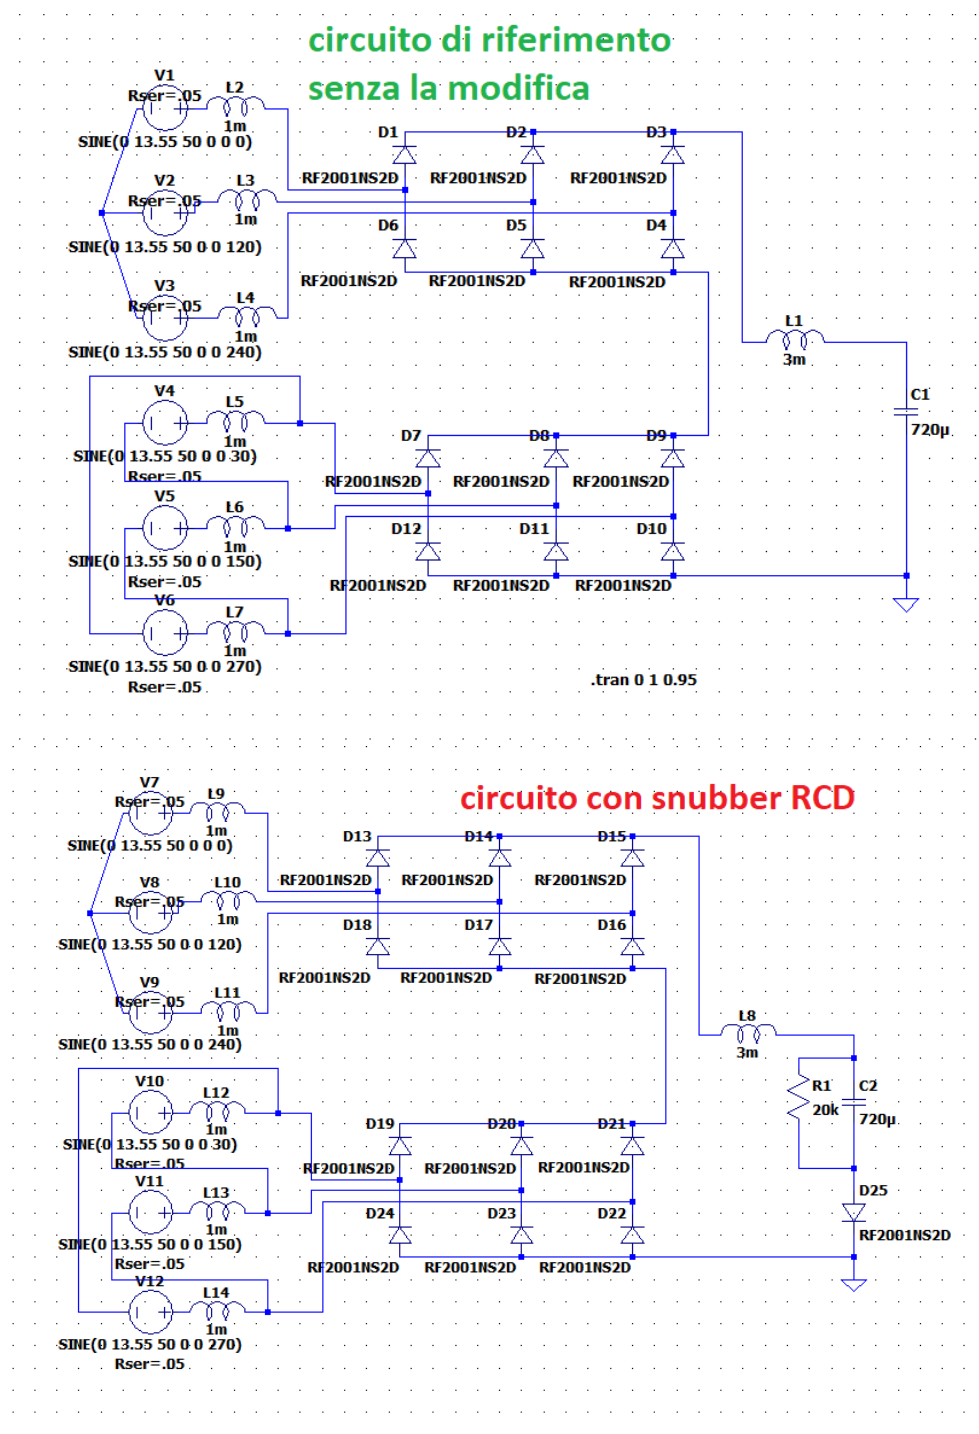 circuito di riferimento
senza la modifica
V1
Rser=.05
L2
1m
SINE(0 13.55 50 0 0 0)
D1
D2
D3
RF2001NS2D
RF2001NS2D
RF2001NS2D
V2
Rser=.05
L3
1m
SINE(0 13.55 50 0 0 120)
D6
D5
D4
RF2001NS2D
RF2001NS2D
RF2001NS2D
V3
Rser=.05
L4
1m
SINE(0 13.55 50 0 0 240)
L1
3m
C1
720µ
V4
L5
1m
SINE(0 13.55 50 0 0 30)
Rser=.05
D7
D8
D9
RF2001NS2D
RF2001NS2D
RF2001NS2D
V5
L6
1m
SINE(0 13.55 50 0 0 150)
Rser=.05
D12
D11
D10
RF2001NS2D
RF2001NS2D
RF2001NS2D
V6
L7
1m
SINE(0 13.55 50 0 0 270)
Rser=.05
.tran 0 1 0.95
circuito con snubber RCD
V7
Rser=.05
L9
1m
SINE(0 13.55 50 0 0 0)
D13
D14
D15
RF2001NS2D
RF2001NS2D
RF2001NS2D
V8
Rser=.05
L10
1m
SINE(0 13.55 50 0 0 120)
D18
D17
D16
RF2001NS2D
RF2001NS2D
RF2001NS2D
V9
Rser=.05
L11
1m
SINE(0 13.55 50 0 0 240)
L8
3m
R1
20k
C2
720µ
V10
L12
1m
SINE(0 13.55 50 0 0 30)
Rser=.05
D19
D20
D21
RF2001NS2D
RF2001NS2D
RF2001NS2D
V11
L13
1m
SINE(0 13.55 50 0 0 150)
Rser=.05
D24
D23
D22
RF2001NS2D
RF2001NS2D
RF2001NS2D
D25
RF2001NS2D
V12
L14
1m
SINE(0 13.55 50 0 0 270)
Rser=.05